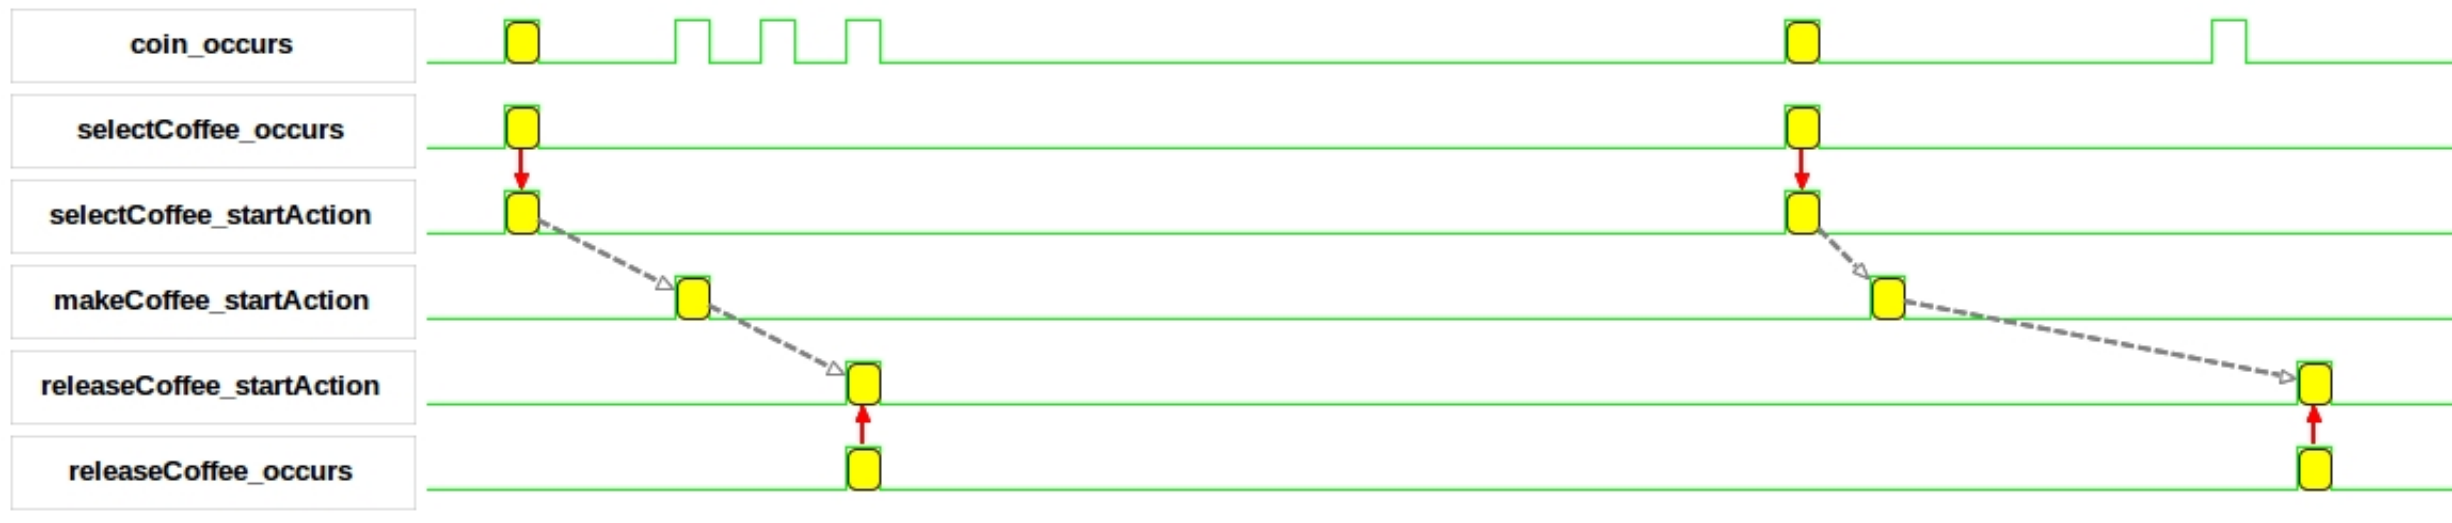 coin_occurs
selectCoffee_occurs
selectCoffee_startAction
makeCoffee_startAction
releaseCoffee_startAction
releaseCoffee_occurs